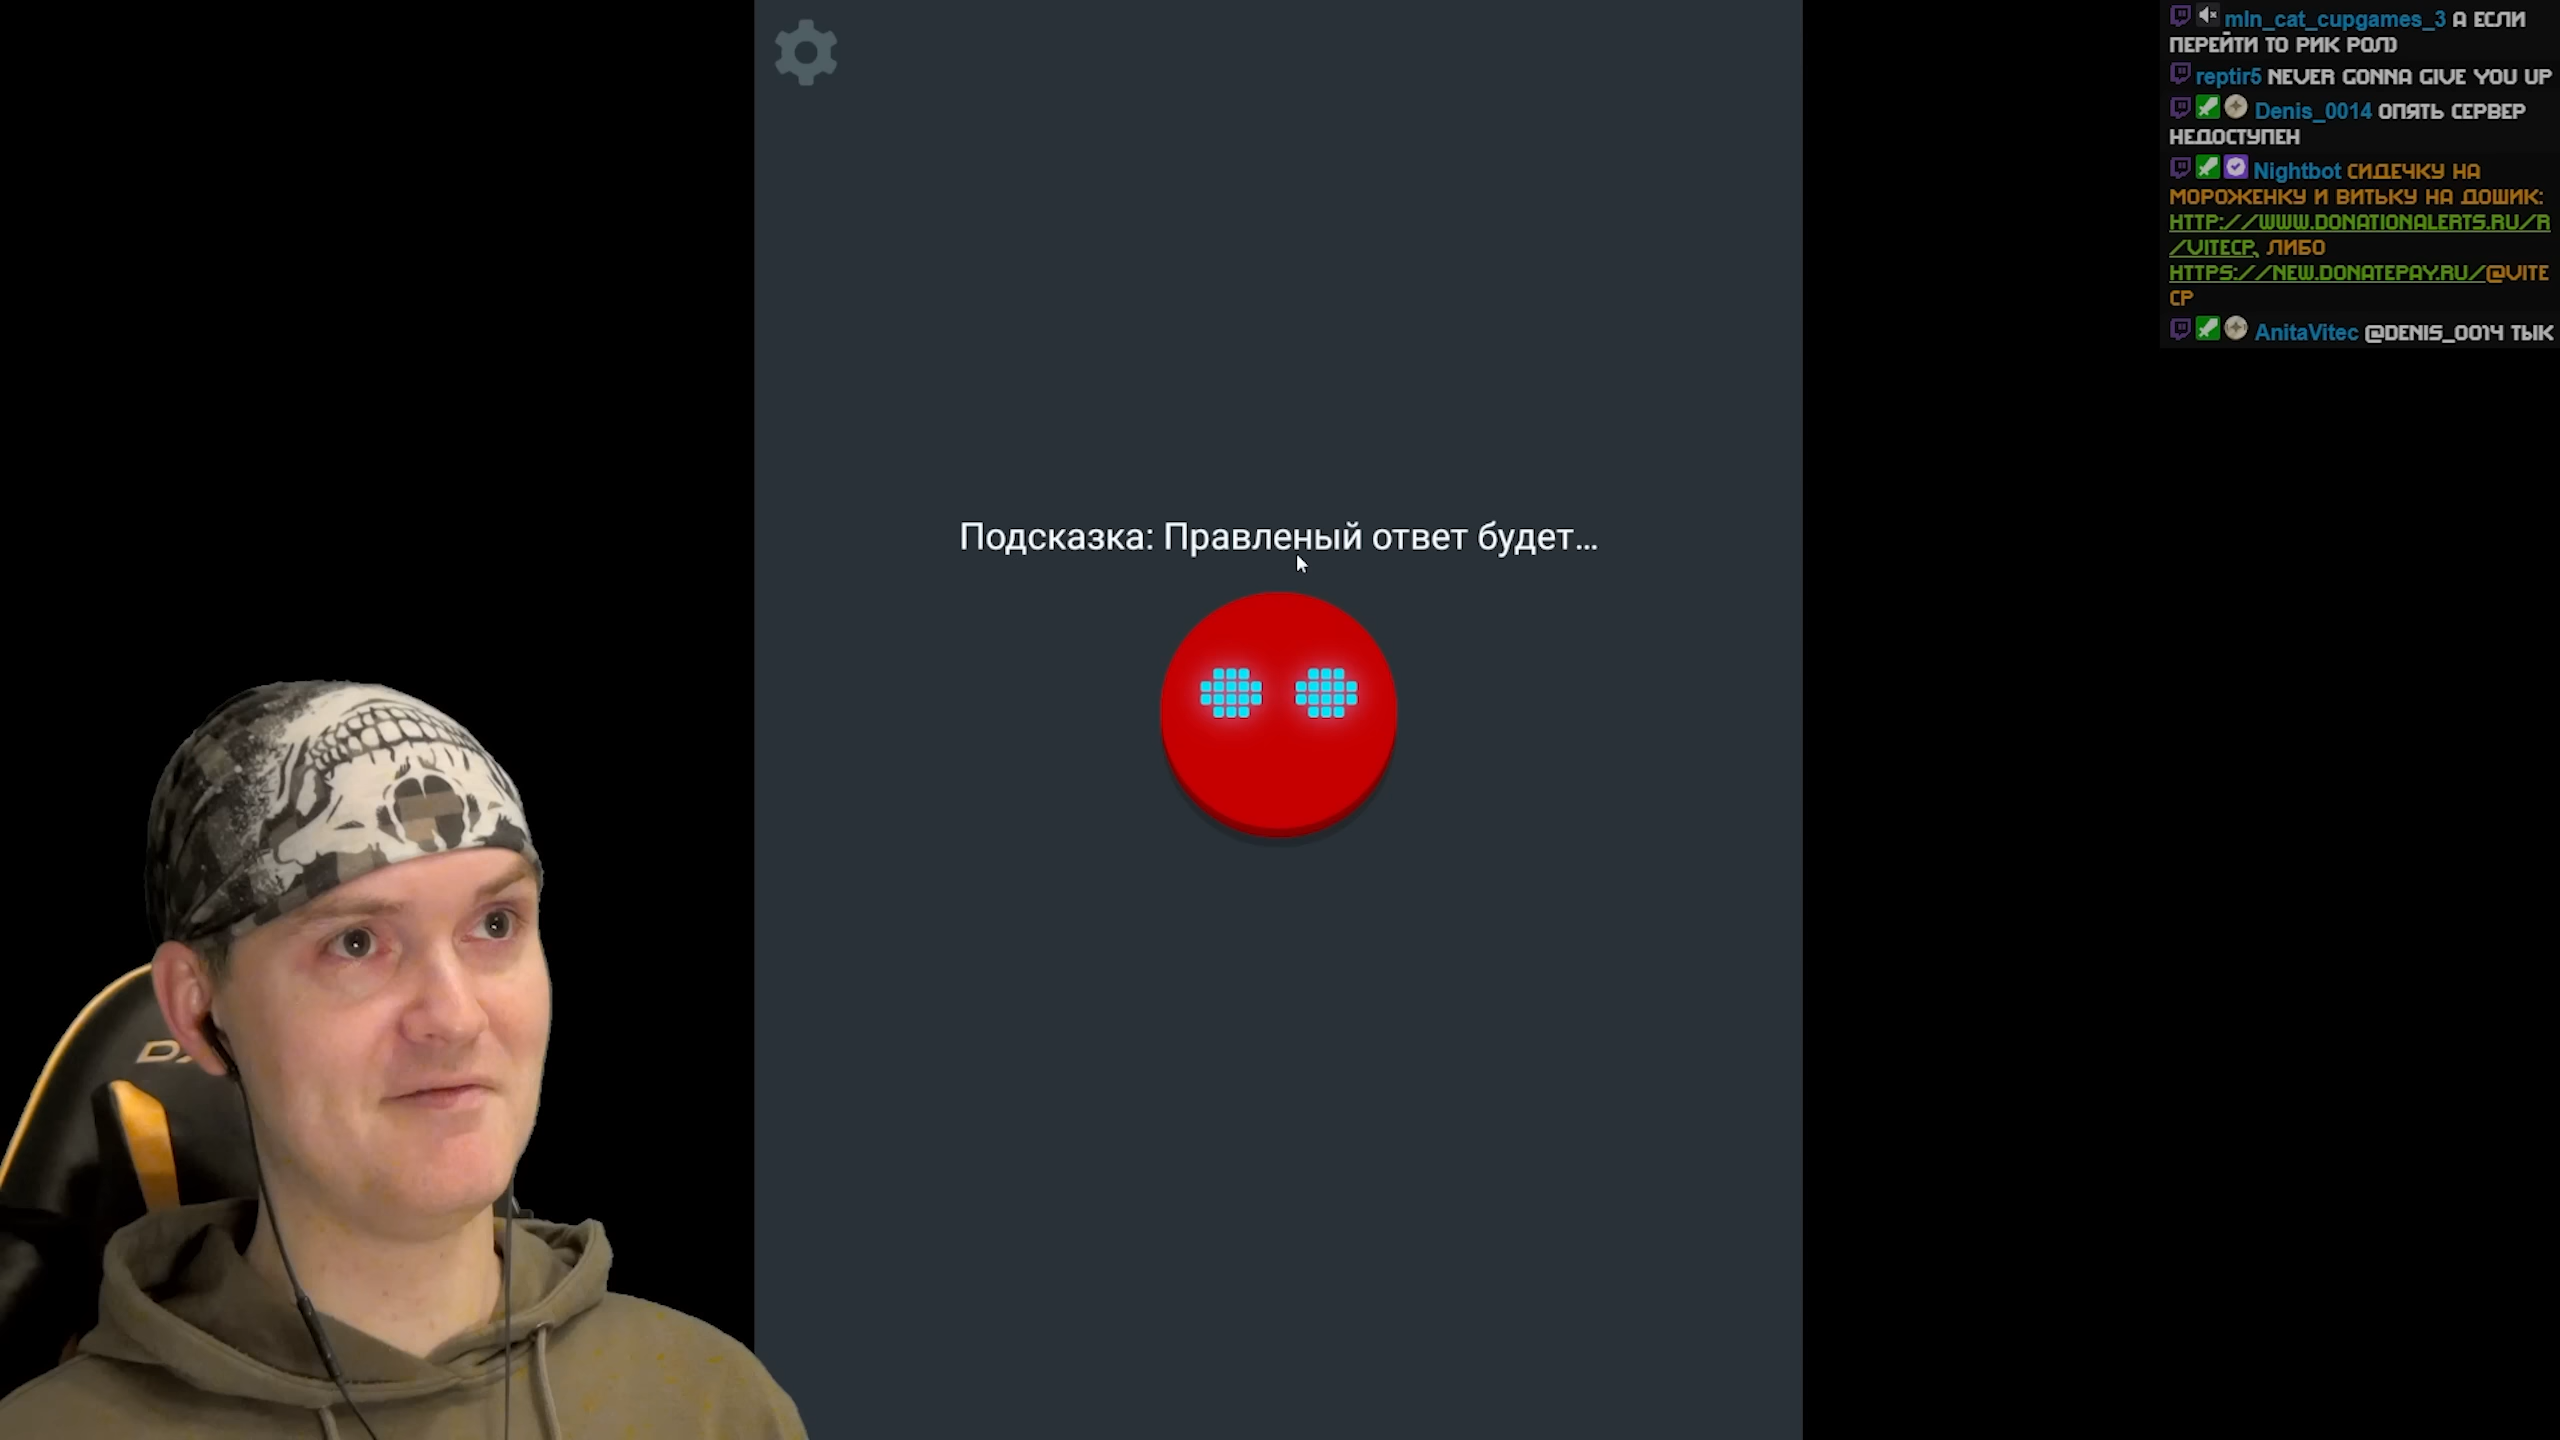 mln_cat_cupgames_3 А ЕСЛИ
ПЕРЕЙТИ ТО РИК РОЛ)
reptir5 NEVER GONNA GIVE YOU UP
Denis_0014 ОПЯТЬ СЕРВЕР
НЕДОСТУПЕН
Nightbot СИДЕЧКУ НА
МОРОЖЕНКУ И ВИТЬКУ НА ДОШИК:
HTTP://WWW.DONATIONALERTS.RU/R
/VITECP, ЛИБО
HTTPS://NEW.DONATEPAY.RU/@VITE
CP
AnitaVitec @DENIS_0014 ТЫК
Подсказка: Правленый ответ будет...